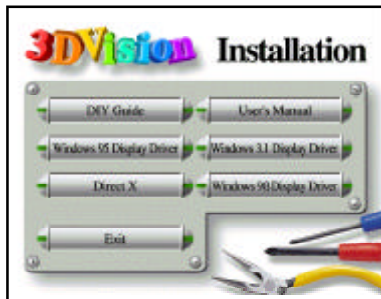 3DVision Installation
DIY Guide
User's Manual
Windows 95 Display Driver
Windows 3.1 Display Driver
Direct X
Windows 98 Display Driver
Exit